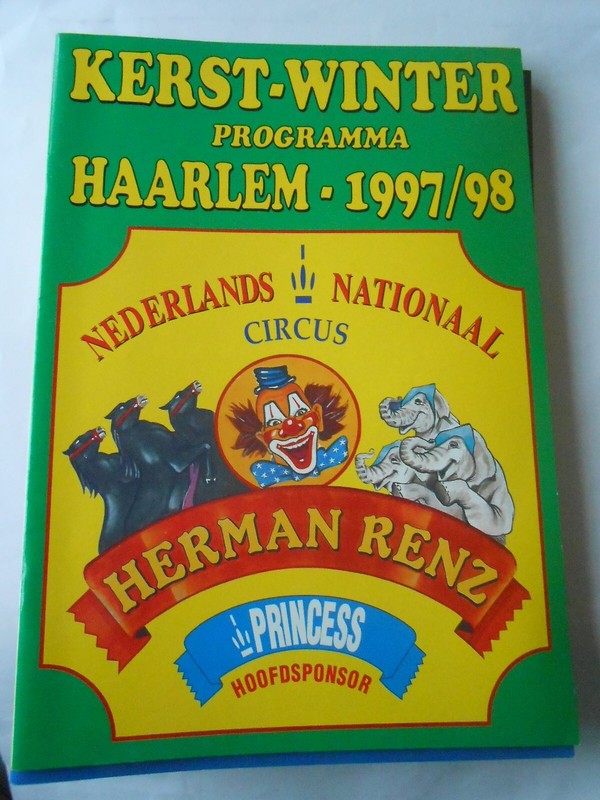 KERST-WINTER
PROGRAMMA
HAARLEM - 1997/98
NEDERLANDS NATIONAAL
CIRCUS
HERMAN RENZ
PRINCESS
HOOFDSPONSOR